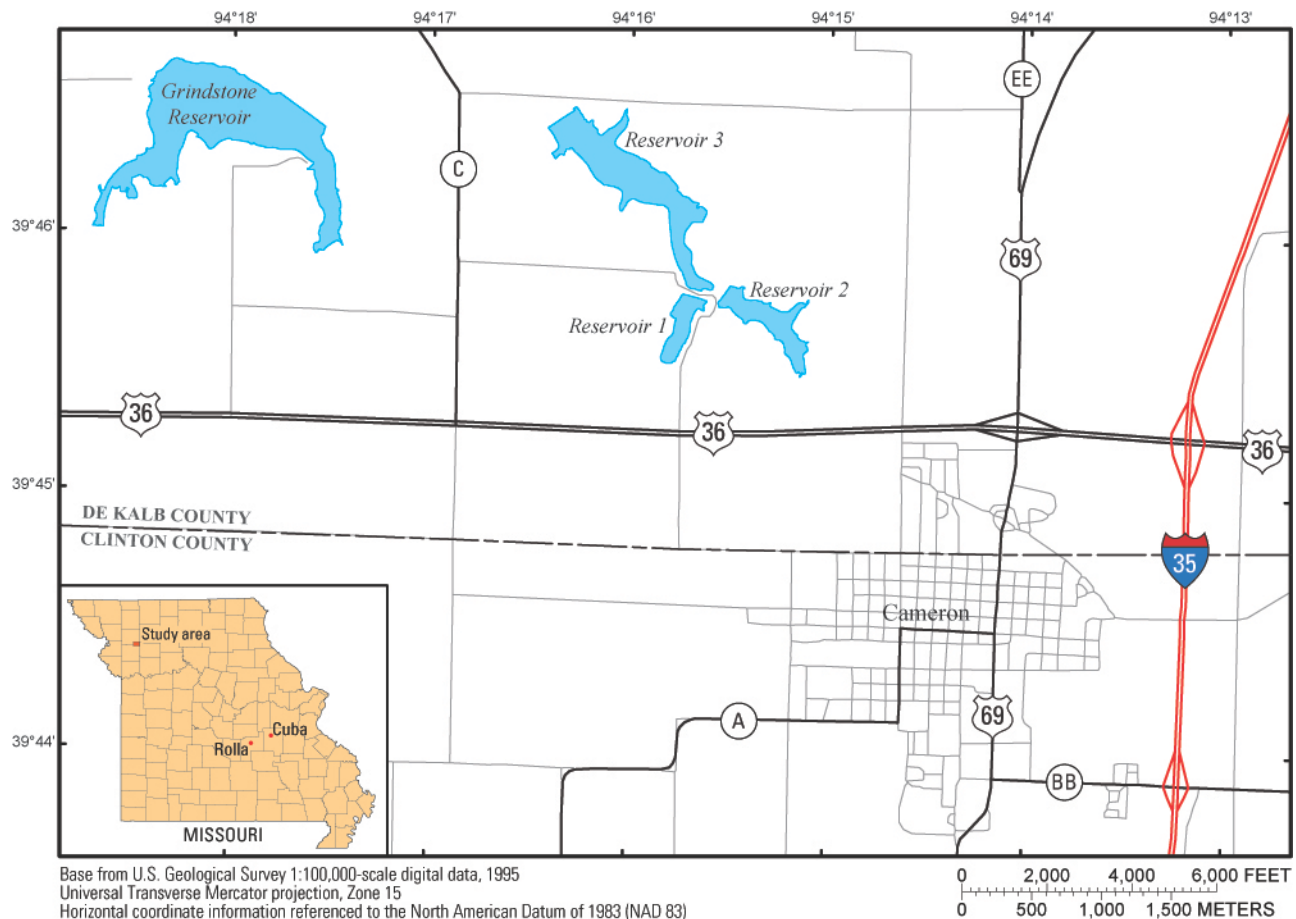 94°18'
94°17'
94°16'
94°15'
94°14'
94°13'
EE
Grindstone
Reservoir
Reservoir 3
C
39°46'
69
Reservoir 2
Reservoir 1
36
36
36
39°45'
DE KALB COUNTY
CLINTON COUNTY
35
Cameron
Study area
Cuba
Rolla
MISSOURI
69
A
39°44'
BB
Base from U.S. Geological Survey 1:100,000-scale digital data, 1995
Universal Transverse Mercator projection, Zone 15
Horizontal coordinate information referenced to the North American Datum of 1983 (NAD 83)
0 2,000 4,000 6,000 FEET
0 500 1,000 1,500 METERS